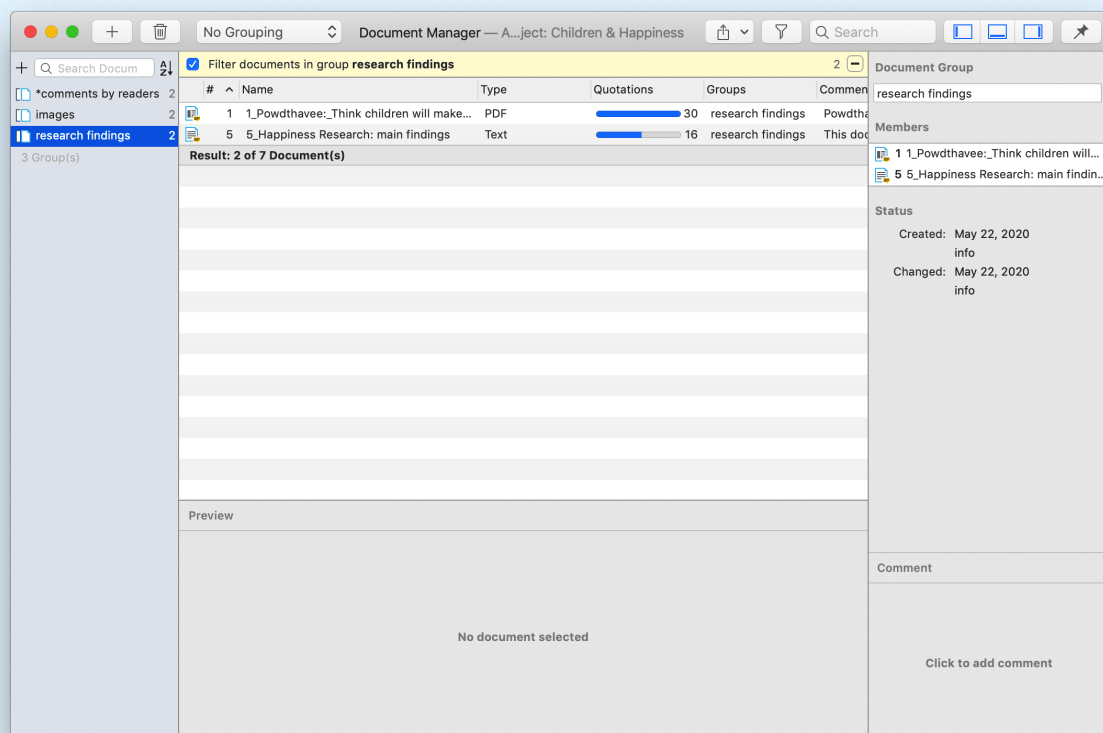 No Grouping
Document Manager — A...ject: Children & Happiness
Search
Search Docum
*comments by readers 2
images 2
research findings 2
3 Group(s)
Filter documents in group research findings 2
# Name Type Quotations Groups Commen
1 1_Powdthavee:_Think children will make... PDF 30 research findings Powdtha
5 5_Happiness Research: main findings Text 16 research findings This doc
Result: 2 of 7 Document(s)
Preview
No document selected
Document Group
research findings
Members
1 1_Powdthavee:_Think children will...
5 5_Happiness Research: main findin...
Status
Created: May 22, 2020
info
Changed: May 22, 2020
info
Comment
Click to add comment